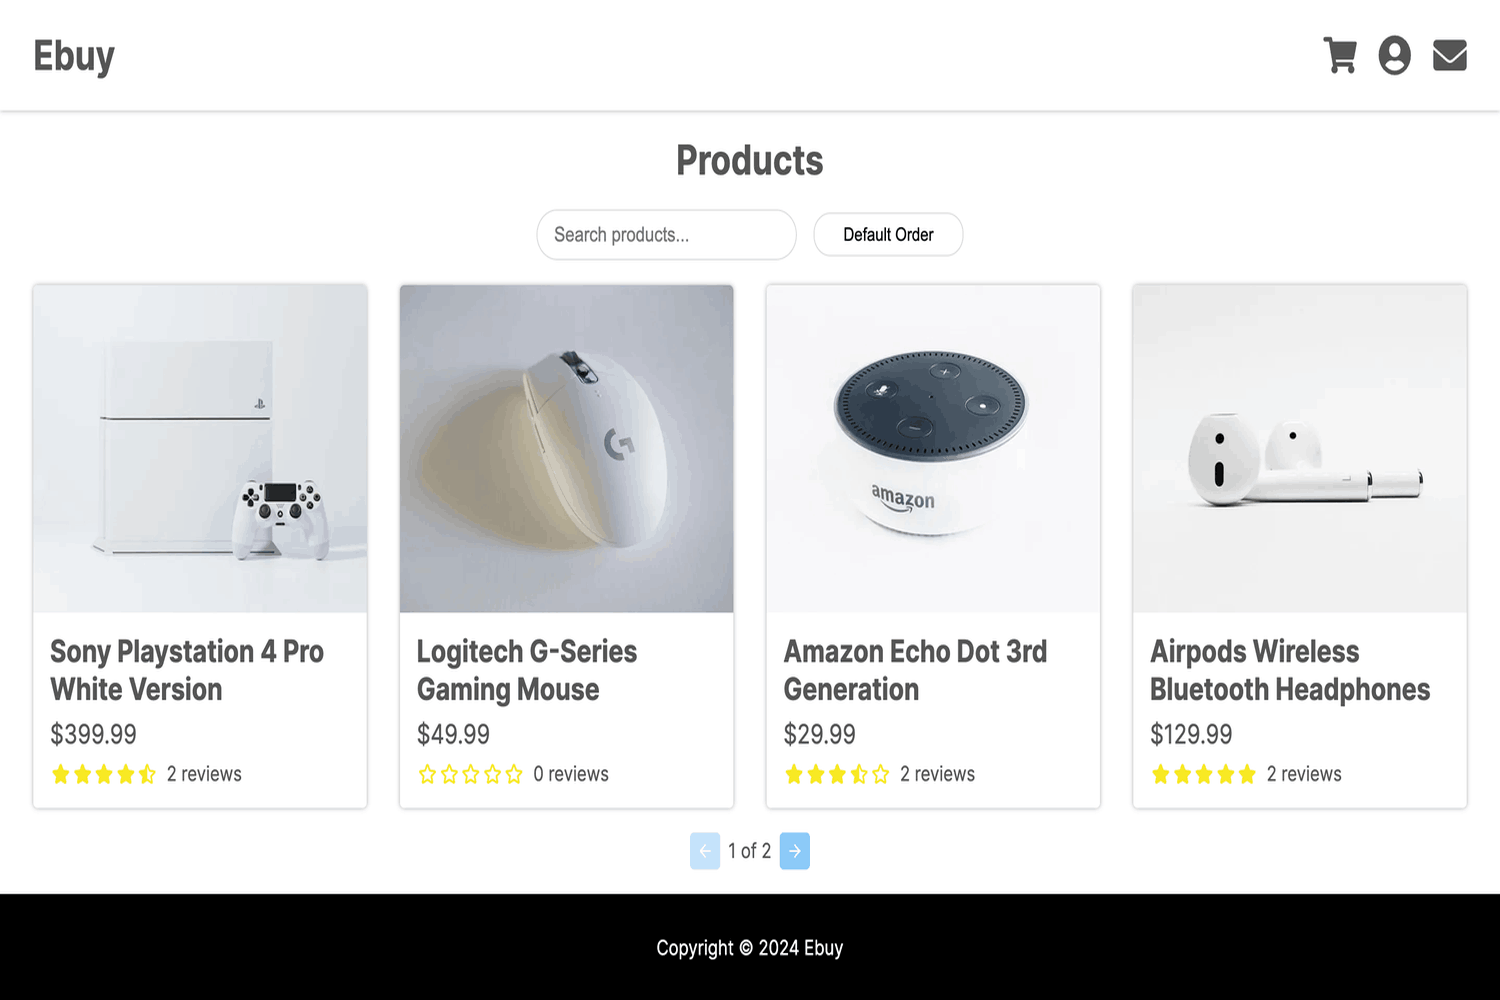 Ebuy
Products
Search products...
Default Order
amazon
Sony Playstation 4 Pro
White Version
$399.99
2 reviews
Logitech G-Series
Gaming Mouse
$49.99
0 reviews
Amazon Echo Dot 3rd
Generation
$29.99
2 reviews
Airpods Wireless
Bluetooth Headphones
$129.99
2 reviews
1 of 2
Copyright © 2024 Ebuy